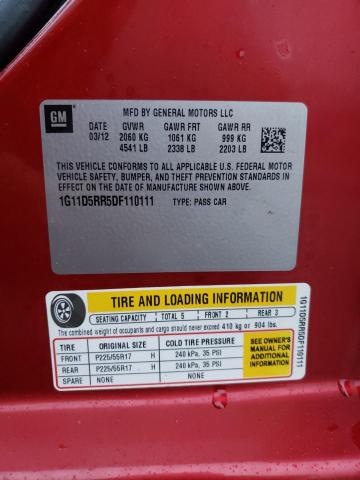 GM
MFD BY GENERAL MOTORS LLC
DATE GVWR GAWR FRT GAWR RR
03/12 2060 KG 1061 KG 999 KG
4541 LB 2338 LB 2203 LB
THIS VEHICLE CONFORMS TO ALL APPLICABLE U.S. FEDERAL MOTOR
VEHICLE SAFETY, BUMPER, AND THEFT PREVENTION STANDARDS IN
EFFECT ON THE DATE OF MANUFACTURE SHOWN ABOVE.
1G11D5RR5DF110111 TYPE: PASS CAR
TIRE AND LOADING INFORMATION
SEATING CAPACITY TOTAL 5 FRONT 2 REAR 3
The combined weight of occupants and cargo should never exceed 410 kg or 904 lbs.
TIRE ORIGINAL SIZE COLD TIRE PRESSURE
FRONT P225/55R17 H 240 kPa, 35 PSI
REAR P225/55R17 H 240 kPa, 35 PSI
SPARE NONE NONE
SEE OWNER'S
MANUAL FOR
ADDITIONAL
INFORMATION
1G11D5RR5DF110111